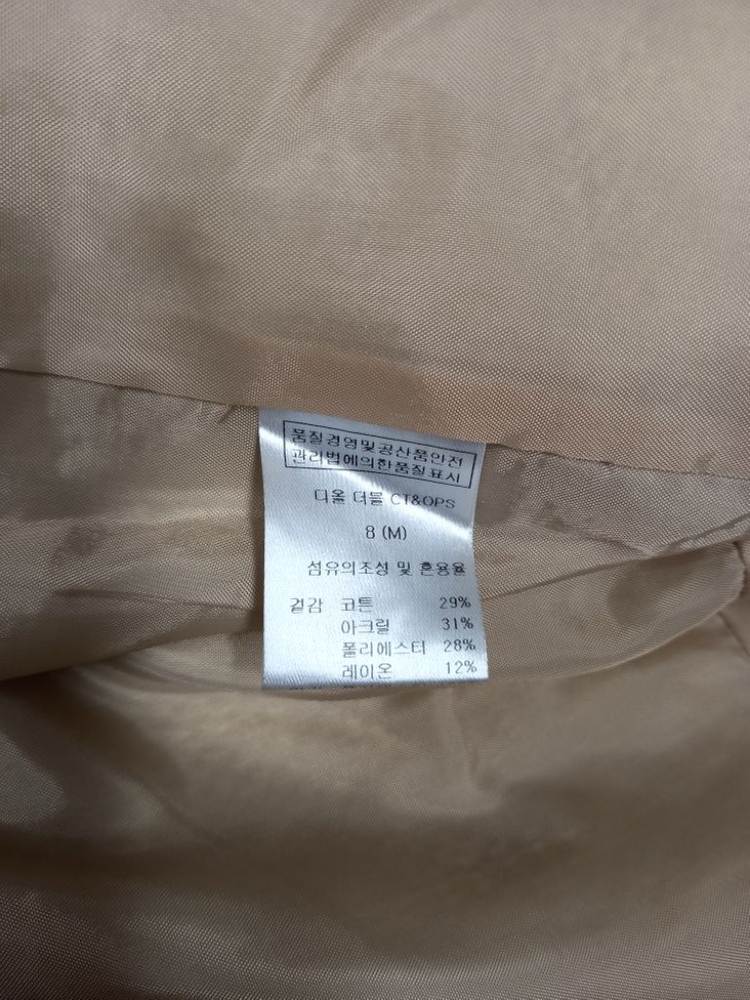 품질경영및공산품안전
관리법에의한품질표시
디올 더블 CT&OPS
8 (M)
섬유의조성 및 혼용율
겉감 코튼 29%
아크릴 31%
폴리에스터 28%
레이온 12%